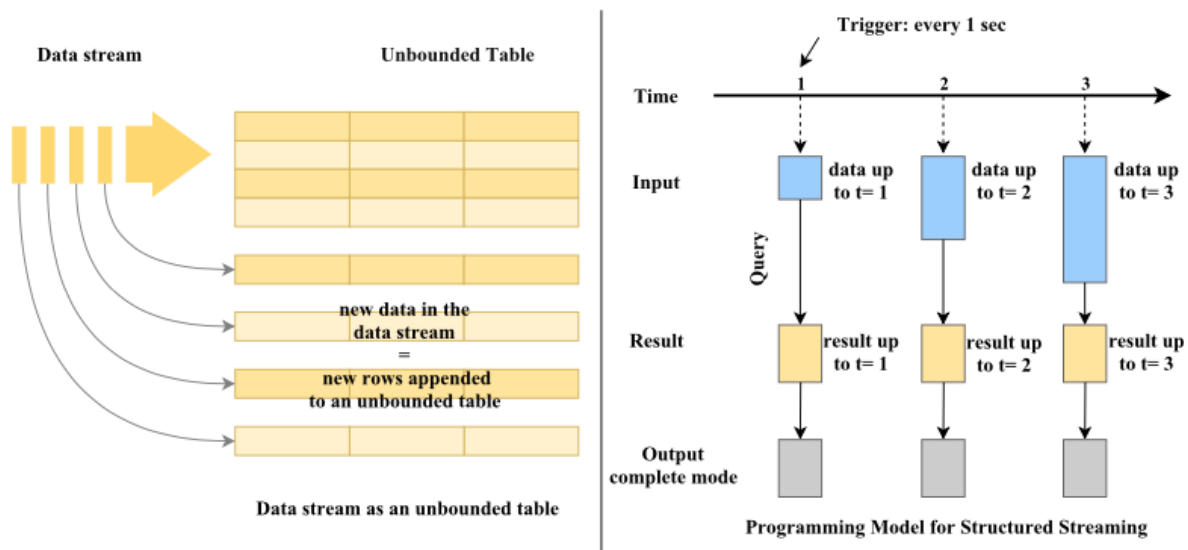 Data stream
Unbounded Table
new data in the
data stream
=
new rows appended
to an unbounded table
Data stream as an unbounded table
Trigger: every 1 sec
Time
1
2
3
Input
data up
to t= 1
data up
to t= 2
data up
to t= 3
Query
Result
result up
to t= 1
result up
to t= 2
result up
to t= 3
Output
complete mode
Programming Model for Structured Streaming